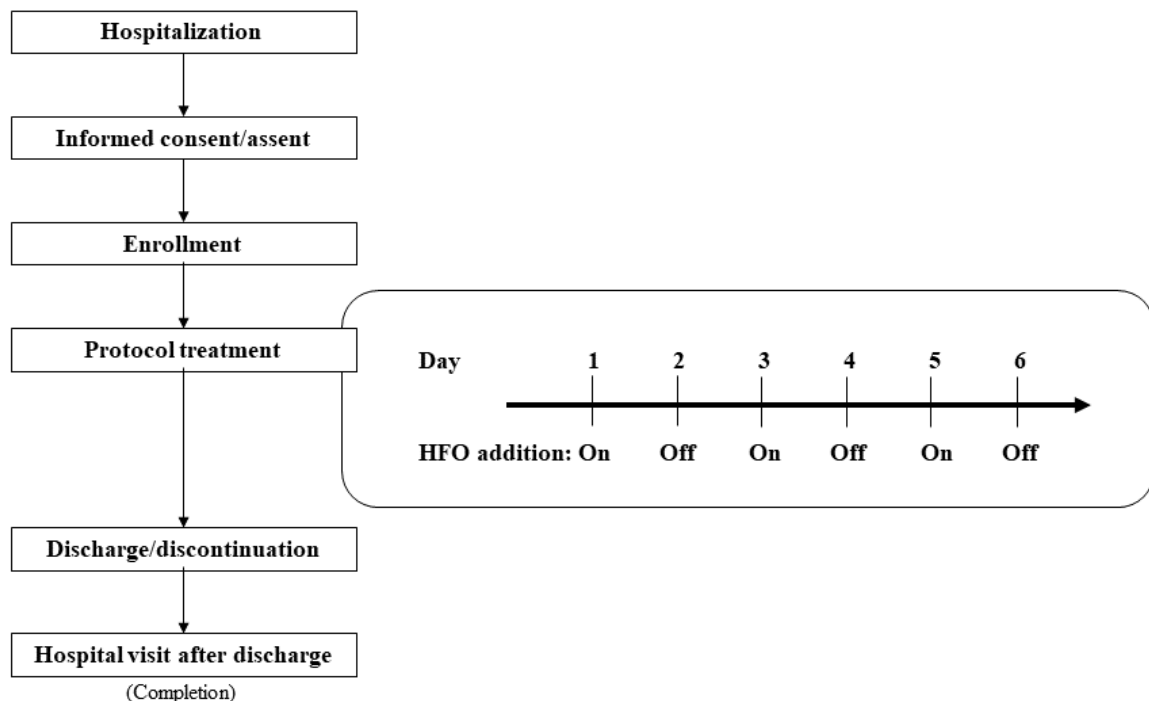 Hospitalization
Informed consent/assent
Enrollment
Protocol treatment
Day 1 2 3 4 5 6
HFO addition: On Off On Off On Off
Discharge/discontinuation
Hospital visit after discharge
(Completion)